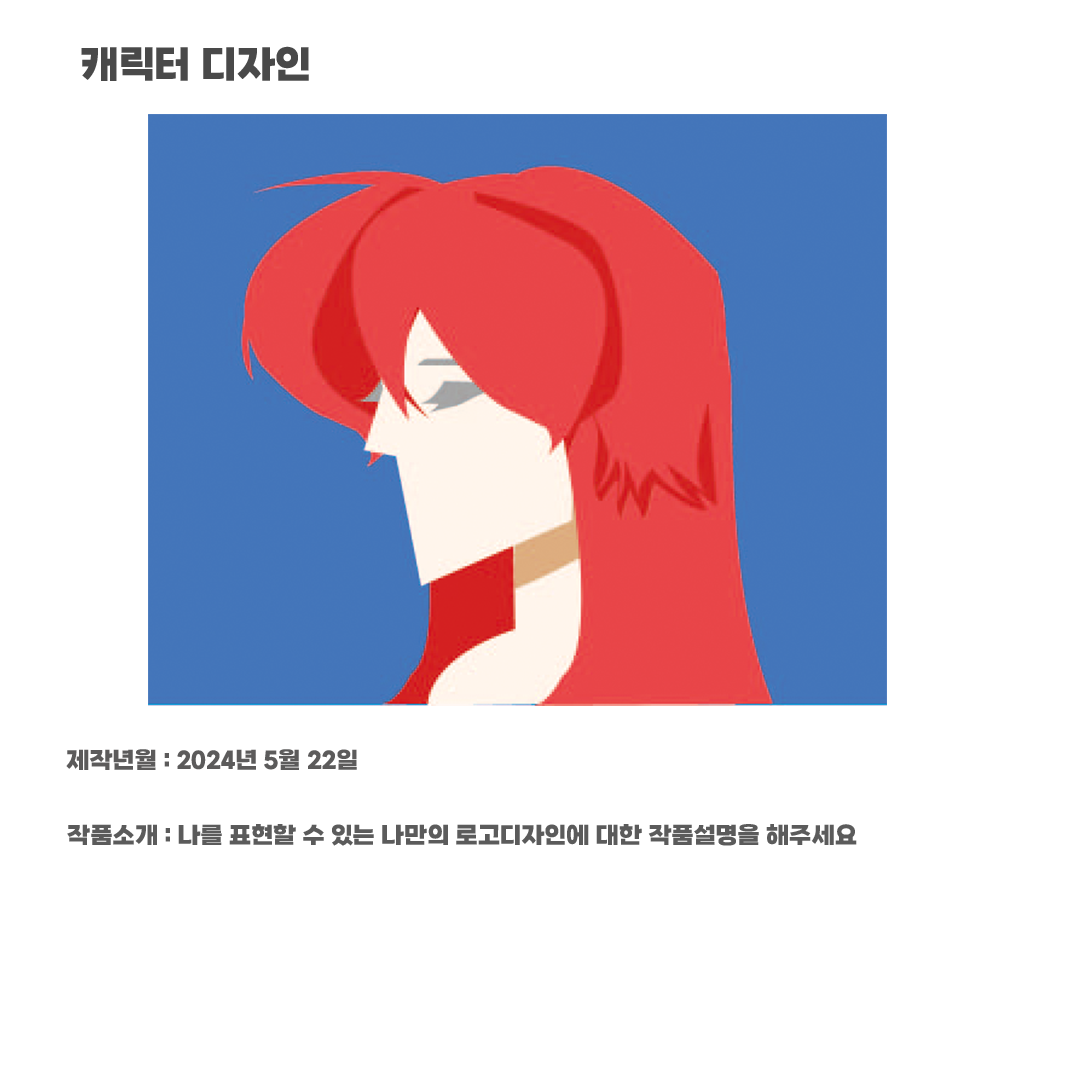 캐릭터 디자인
제작년월 : 2024년 5월 22일
작품소개 : 나를 표현할 수 있는 나만의 로고디자인에 대한 작품설명을 해주세요